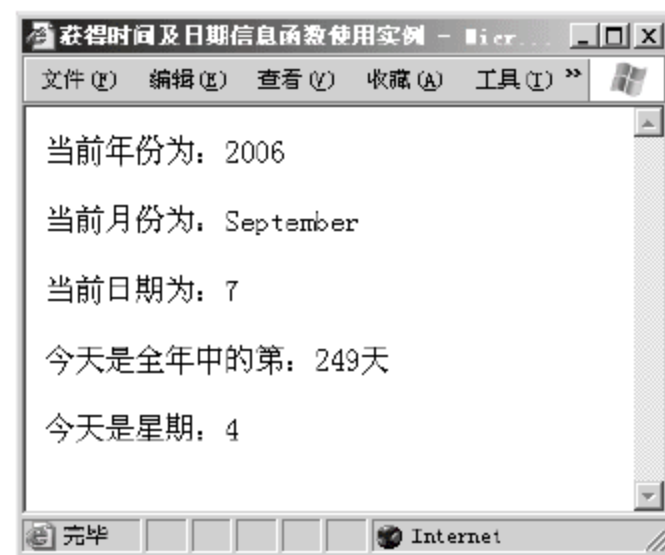 获得时间及日期信息函数使用实例 - Micr...
文件(F) 编辑(E) 查看(V) 收藏(A) 工具(T) »
当前年份为：2006
当前月份为：September
当前日期为：7
今天是全年中的第：249天
今天是星期：4
完毕 Internet